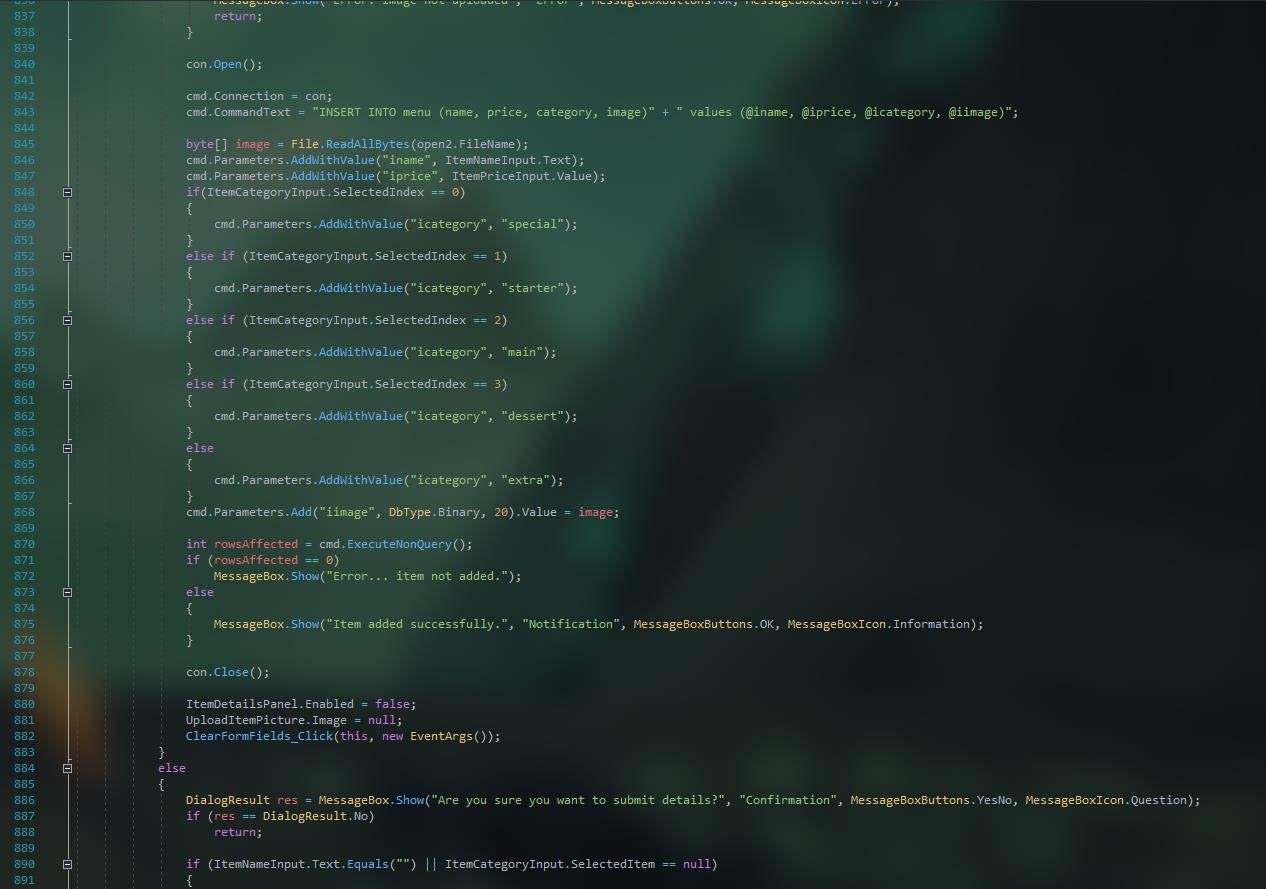 836 MessageBox.Show("Error: image not uploaded", "Error", MessageBoxButtons.OK, MessageBoxIcon.Error);
837 return;
838 }
839
840 con.Open();
841
842 cmd.Connection = con;
843 cmd.CommandText = "INSERT INTO menu (name, price, category, image)" + " values (@iname, @iprice, @icategory, @iimage)";
844
845 byte[] image = File.ReadAllBytes(open2.FileName);
846 cmd.Parameters.AddWithValue("iname", ItemNameInput.Text);
847 cmd.Parameters.AddWithValue("iprice", ItemPriceInput.Value);
848 if(ItemCategoryInput.SelectedIndex == 0)
849 {
850 cmd.Parameters.AddWithValue("icategory", "special");
851 }
852 else if (ItemCategoryInput.SelectedIndex == 1)
853 {
854 cmd.Parameters.AddWithValue("icategory", "starter");
855 }
856 else if (ItemCategoryInput.SelectedIndex == 2)
857 {
858 cmd.Parameters.AddWithValue("icategory", "main");
859 }
860 else if (ItemCategoryInput.SelectedIndex == 3)
861 {
862 cmd.Parameters.AddWithValue("icategory", "dessert");
863 }
864 else
865 {
866 cmd.Parameters.AddWithValue("icategory", "extra");
867 }
868 cmd.Parameters.Add("iimage", DbType.Binary, 20).Value = image;
869
870 int rowsAffected = cmd.ExecuteNonQuery();
871 if (rowsAffected == 0)
872 MessageBox.Show("Error... item not added.");
873 else
874 {
875 MessageBox.Show("Item added successfully.", "Notification", MessageBoxButtons.OK, MessageBoxIcon.Information);
876 }
877
878 con.Close();
879
880 ItemDetailsPanel.Enabled = false;
881 UploadItemPicture.Image = null;
882 ClearFormFields_Click(this, new EventArgs());
883 }
884 else
885 {
886 DialogResult res = MessageBox.Show("Are you sure you want to submit details?", "Confirmation", MessageBoxButtons.YesNo, MessageBoxIcon.Question);
887 if (res == DialogResult.No)
888 return;
889
890 if (ItemNameInput.Text.Equals("") || ItemCategoryInput.SelectedItem == null)
891 {